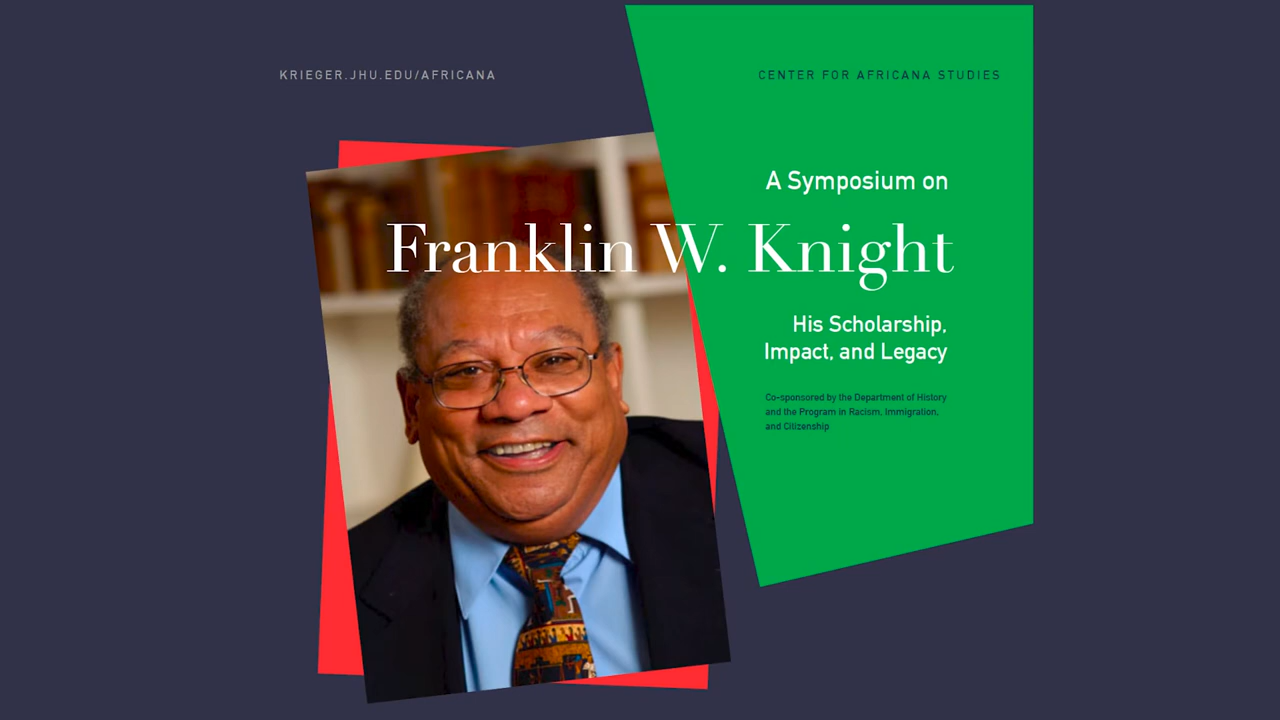 KRIEGER.JHU.EDU/AFRICANA
CENTER FOR AFRICANA STUDIES
A Symposium on
Franklin W. Knight
His Scholarship,
Impact, and Legacy
Co-sponsored by the Department of History
and the Program in Racism, Immigration,
and Citizenship